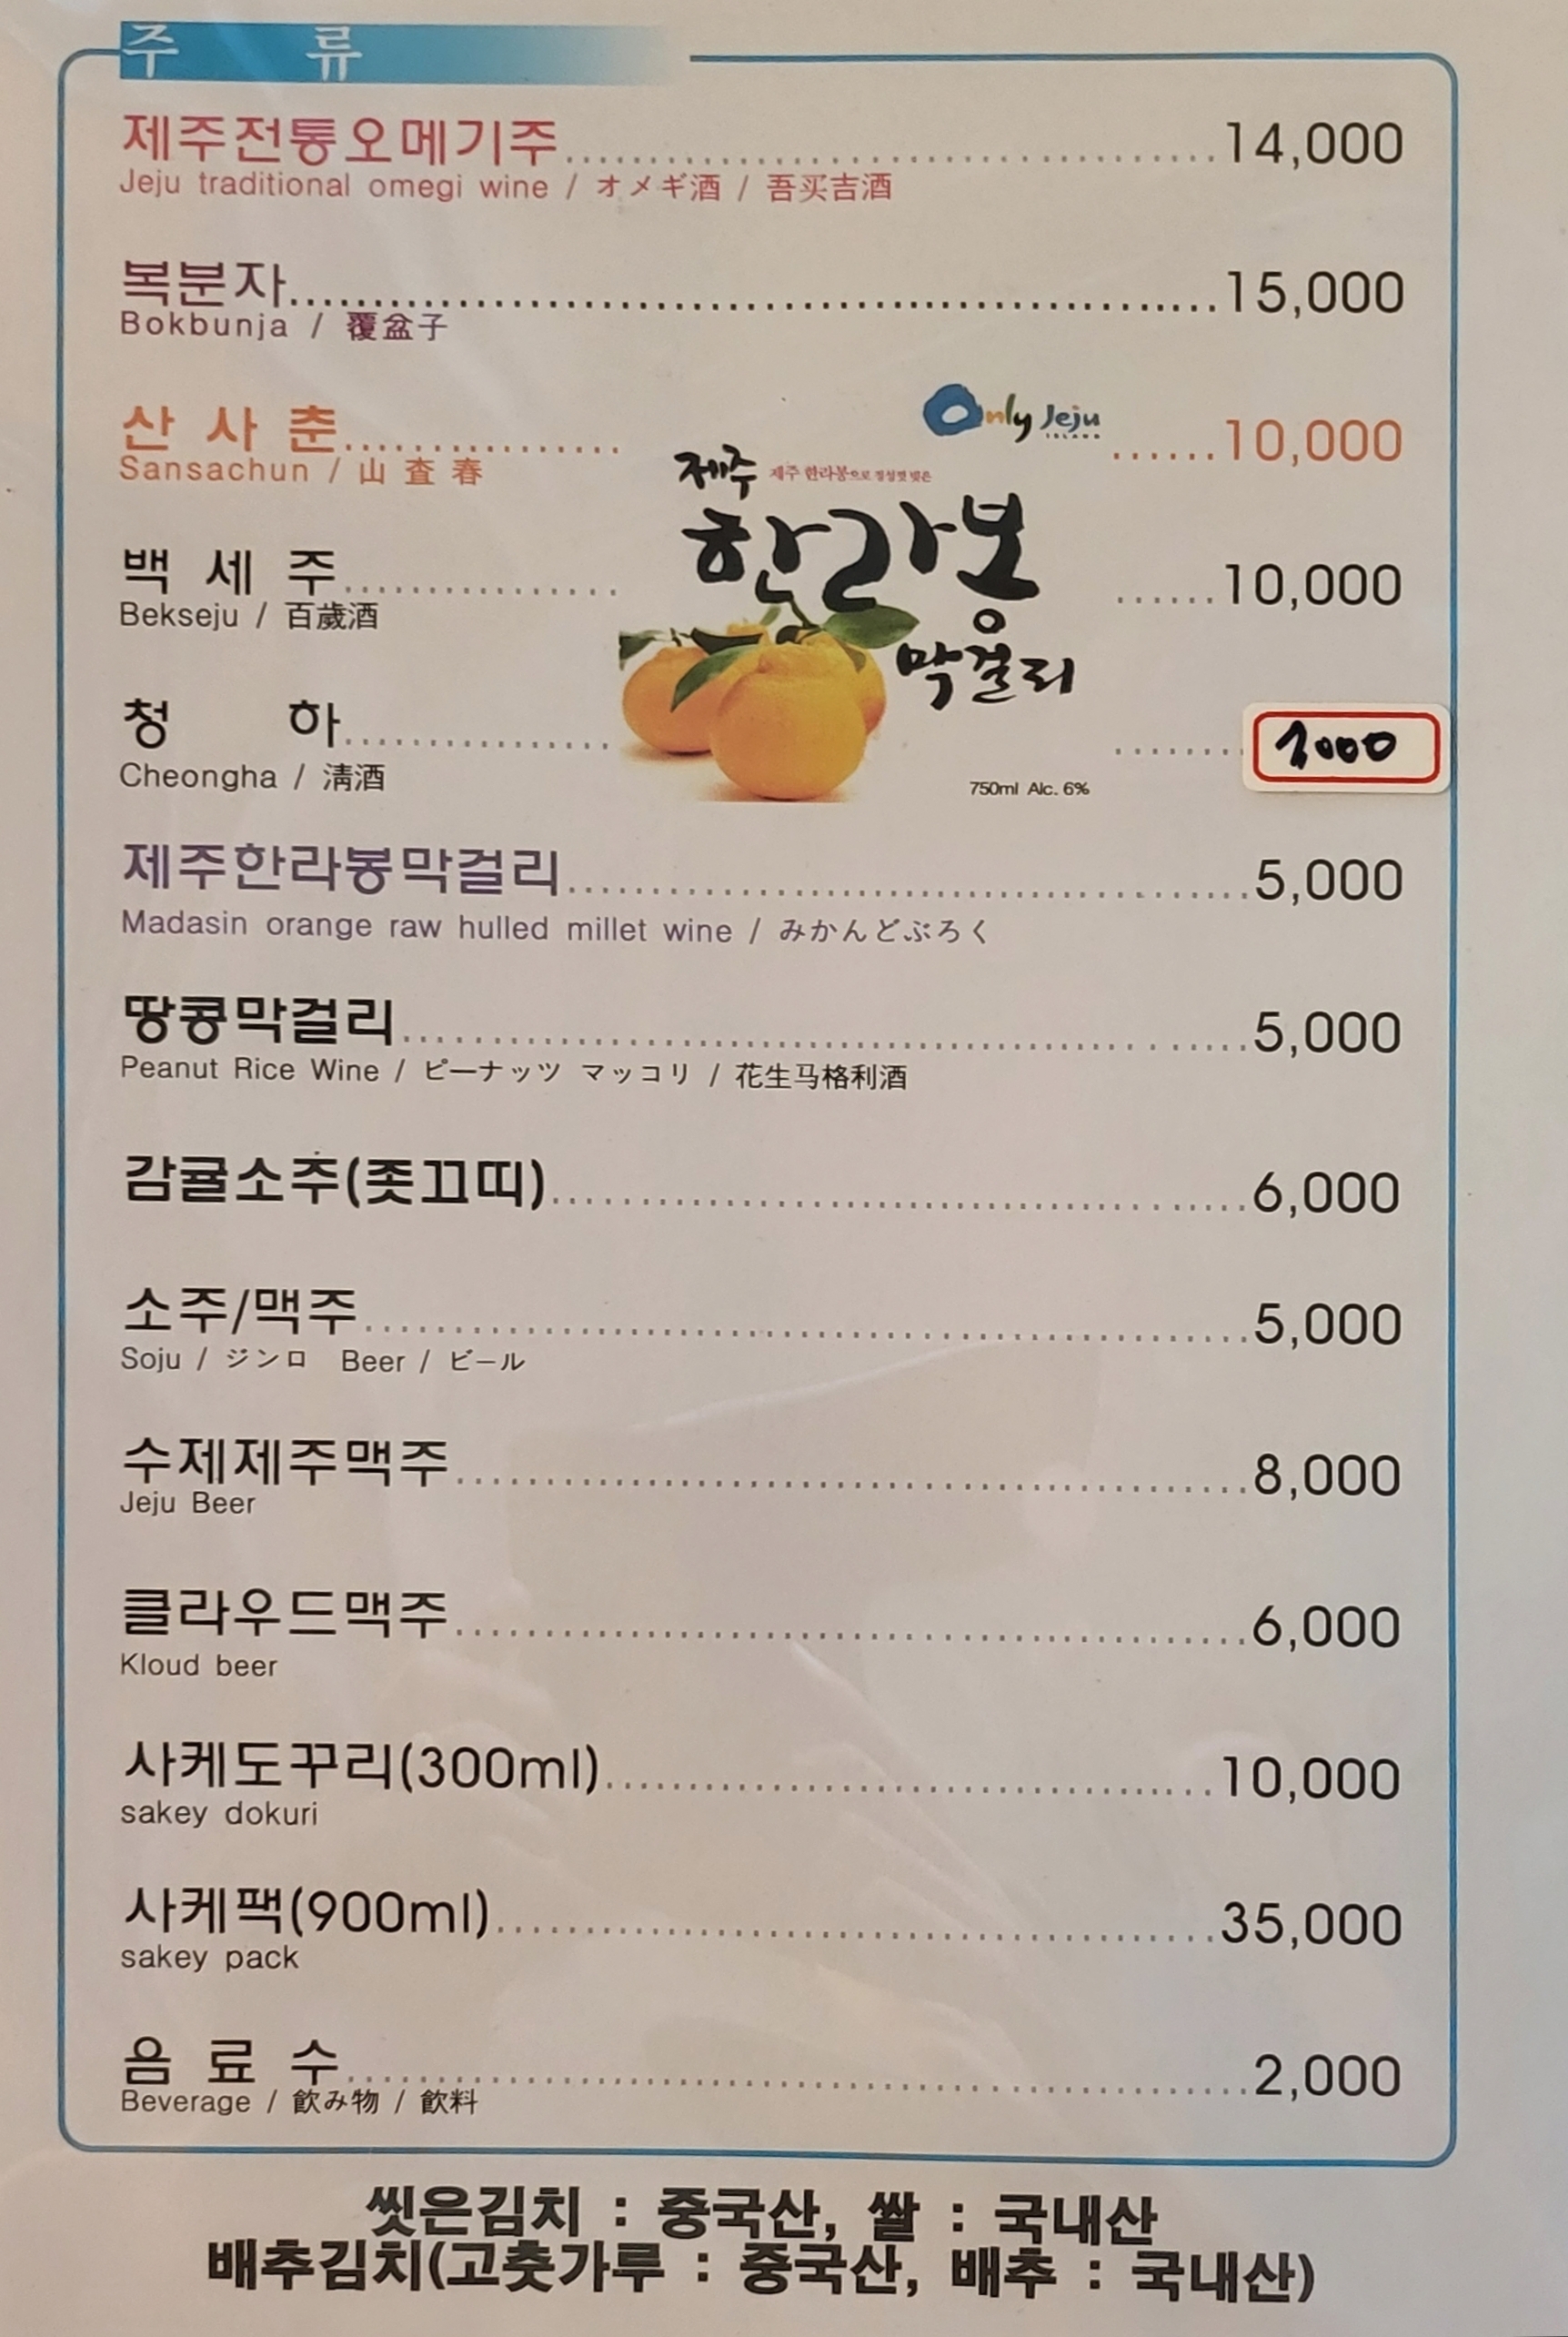 주 류
제주전통오메기주 14,000
Jeju traditional omegi wine / オメギ酒 / 吾买吉酒
복분자 15,000
Bokbunja / 覆盆子
산 사 춘 10,000
Sansachun / 山 査 春
Only Jeju
ISLAND
제주 제주 한라봉으로 정성껏 빚은
한라봉
막걸리
750ml Alc. 6%
백 세 주 10,000
Bekseju / 百歲酒
청 하
Cheongha / 淸酒
제주한라봉막걸리 5,000
Madasin orange raw hulled millet wine / みかんどぶろく
땅콩막걸리 5,000
Peanut Rice Wine / ピーナッツ マッコリ / 花生马格利酒
감귤소주(좃끄띠) 6,000
소주/맥주 5,000
Soju / ジンロ Beer / ビール
수제제주맥주 8,000
Jeju Beer
클라우드맥주 6,000
Kloud beer
사케도꾸리(300ml) 10,000
sakey dokuri
사케팩(900ml) 35,000
sakey pack
음 료 수 2,000
Beverage / 飲み物 / 飮料
씻은김치 : 중국산, 쌀 : 국내산
배추김치(고춧가루 : 중국산, 배추 : 국내산)